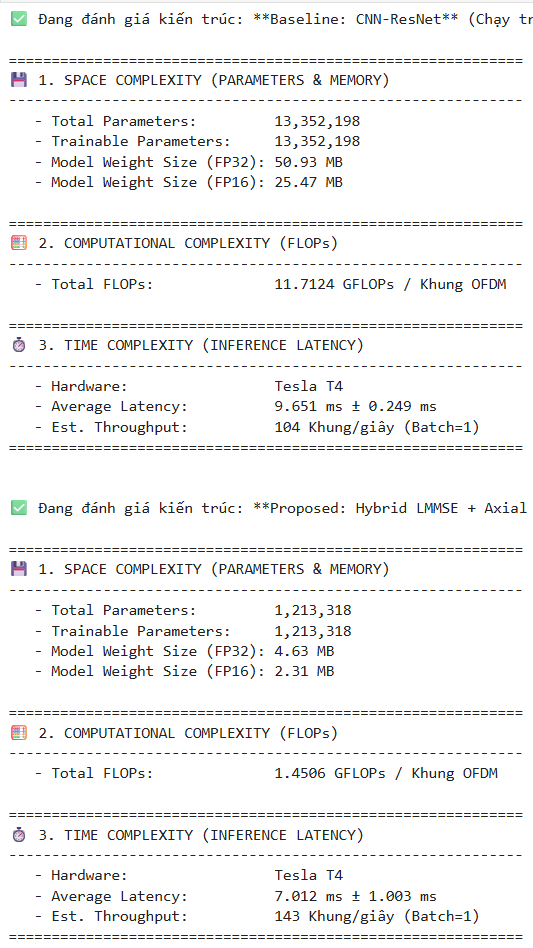 ✅ Đang đánh giá kiến trúc: **Baseline: CNN-ResNet** (Chạy tr
=============================================================
💾 1. SPACE COMPLEXITY (PARAMETERS & MEMORY)
-------------------------------------------------------------
- Total Parameters: 13,352,198
- Trainable Parameters: 13,352,198
- Model Weight Size (FP32): 50.93 MB
- Model Weight Size (FP16): 25.47 MB
=============================================================
🧮 2. COMPUTATIONAL COMPLEXITY (FLOPs)
-------------------------------------------------------------
- Total FLOPs: 11.7124 GFLOPs / Khung OFDM
=============================================================
⏱ 3. TIME COMPLEXITY (INFERENCE LATENCY)
-------------------------------------------------------------
- Hardware: Tesla T4
- Average Latency: 9.651 ms ± 0.249 ms
- Est. Throughput: 104 Khung/giây (Batch=1)
=============================================================
✅ Đang đánh giá kiến trúc: **Proposed: Hybrid LMMSE + Axial
=============================================================
💾 1. SPACE COMPLEXITY (PARAMETERS & MEMORY)
-------------------------------------------------------------
- Total Parameters: 1,213,318
- Trainable Parameters: 1,213,318
- Model Weight Size (FP32): 4.63 MB
- Model Weight Size (FP16): 2.31 MB
=============================================================
🧮 2. COMPUTATIONAL COMPLEXITY (FLOPs)
-------------------------------------------------------------
- Total FLOPs: 1.4506 GFLOPs / Khung OFDM
=============================================================
⏱ 3. TIME COMPLEXITY (INFERENCE LATENCY)
-------------------------------------------------------------
- Hardware: Tesla T4
- Average Latency: 7.012 ms ± 1.003 ms
- Est. Throughput: 143 Khung/giây (Batch=1)
=============================================================